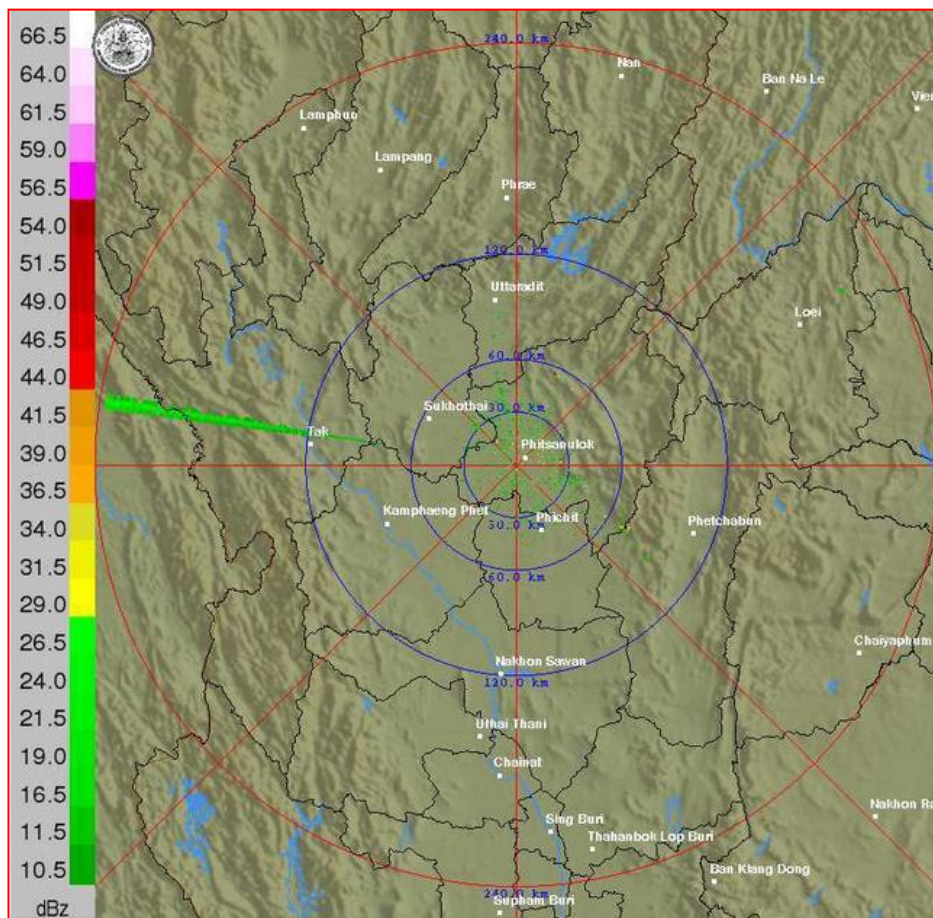 66.5
64.0
61.5
59.0
56.5
54.0
51.5
49.0
46.5
44.0
41.5
39.0
36.5
34.0
31.5
29.0
26.5
24.0
21.5
19.0
16.5
11.5
10.5
dBz
240.0 km
Nan
Ban Na Le
Lamphun
Lampang
Phrae
120.0 km
Uttaradit
Loei
60.0 km
Sukhothai
30.0 km
Tak
Phitsanulok
Kamphaeng Phet
Phichit
30.0 km
Phetchabun
60.0 km
Chaiyaphum
Nakhon Sawan
120.0 km
Uthai Thani
Chainat
Nakhon Ra
Sing Buri
Thahanbok Lop Buri
Ban Klang Dong
240.0 km
Supham Buri